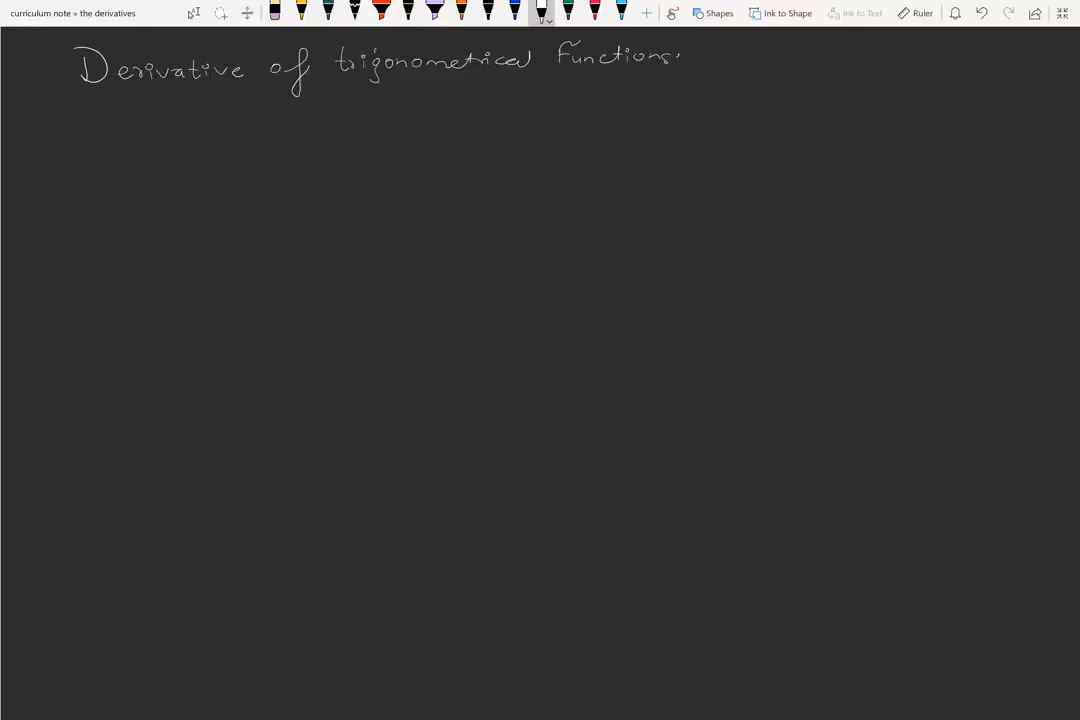 curriculum note » the derivatives
Shapes Ink to Shape Ink to Text Ruler
Derivative of trigonometrical Functions.